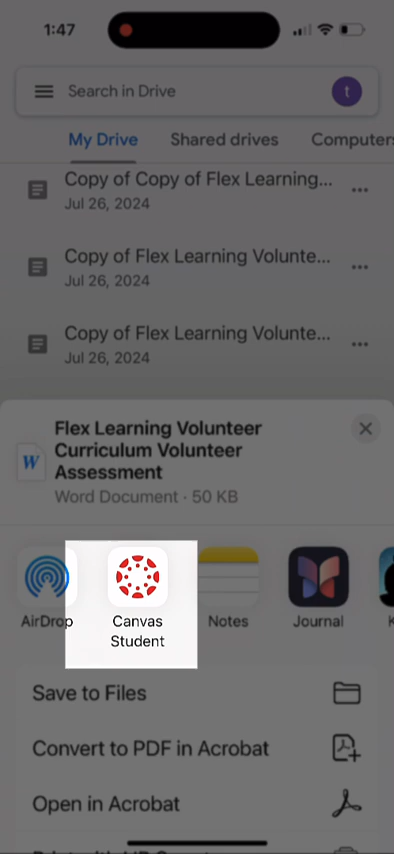 1:47
Search in Drive
t
My Drive
Shared drives
Computers
Copy of Copy of Flex Learning...
Jul 26, 2024
Copy of Flex Learning Volunte...
Jul 26, 2024
Copy of Flex Learning Volunte...
Jul 26, 2024
Flex Learning Volunteer
Curriculum Volunteer
Assessment
W
Word Document · 50 KB
AirDrop
Canvas
Student
Notes
Journal
Save to Files
Convert to PDF in Acrobat
Open in Acrobat